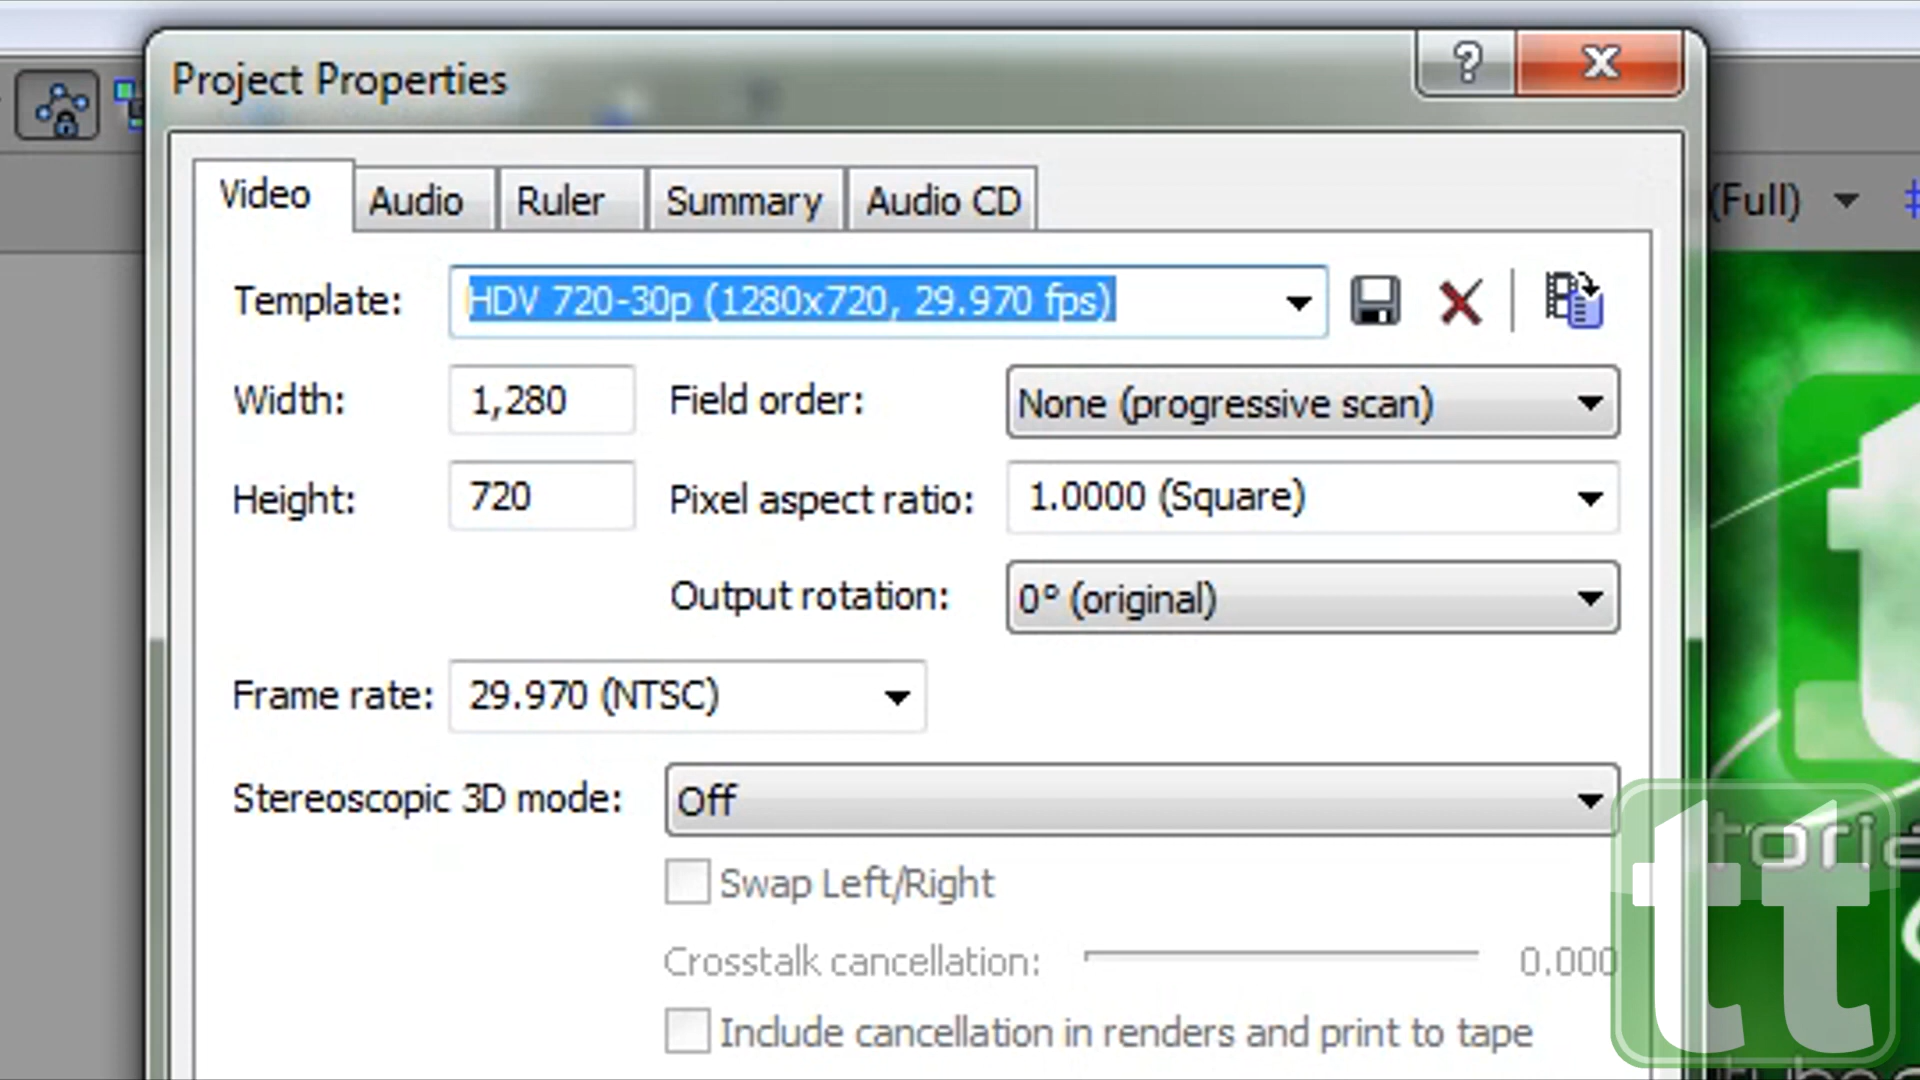 Project Properties
?
Video Audio Ruler Summary Audio CD
(Full)
Template: HDV 720-30p (1280x720, 29.970 fps)
Width: 1,280 Field order: None (progressive scan)
Height: 720 Pixel aspect ratio: 1.0000 (Square)
Output rotation: 0° (original)
Frame rate: 29.970 (NTSC)
Stereoscopic 3D mode: Off
Swap Left/Right
Crosstalk cancellation: 0.000
Include cancellation in renders and print to tape
tt